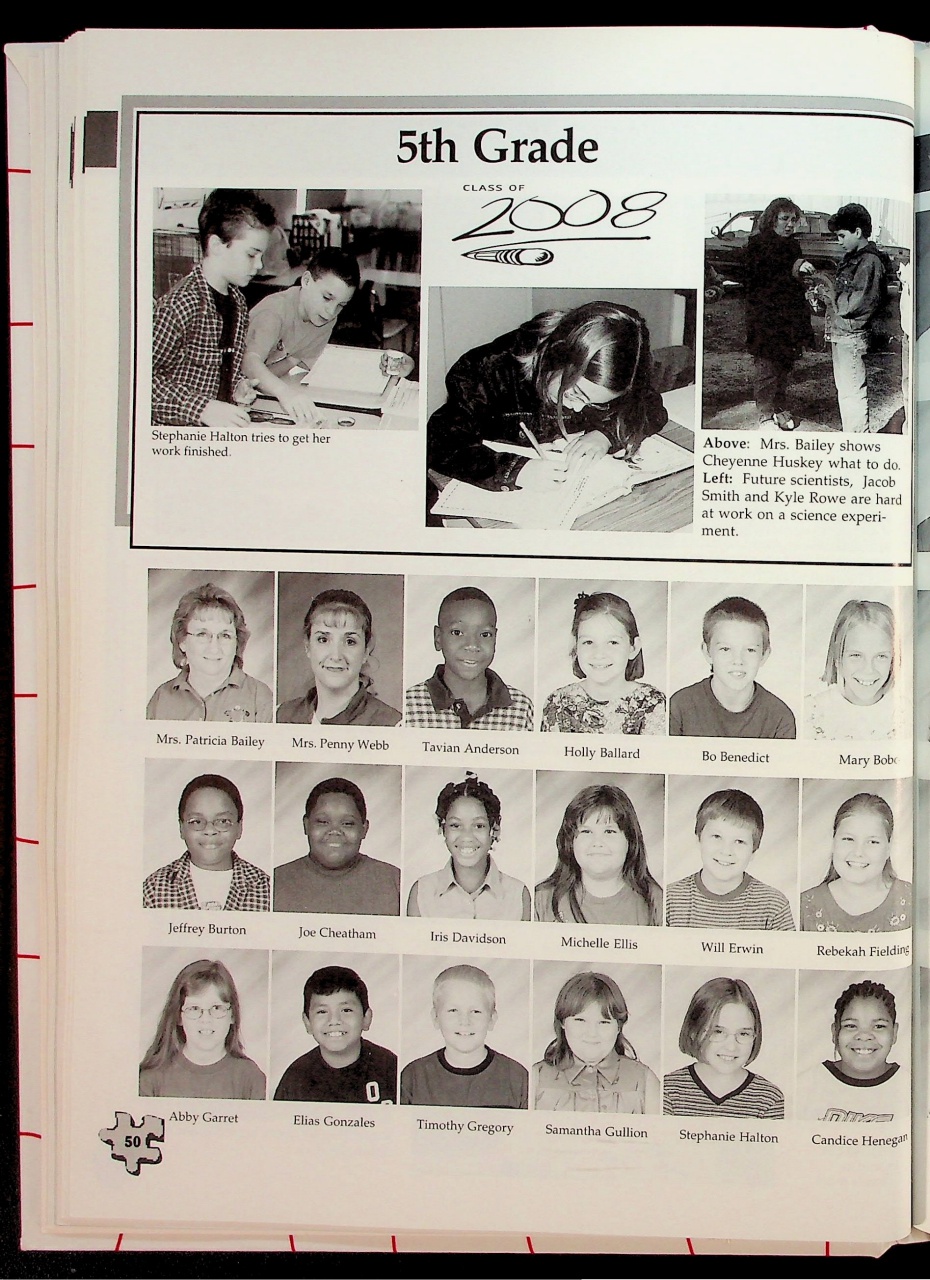 5th Grade
CLASS OF
2008
Stephanie Halton tries to get her
work finished.
Above: Mrs. Bailey shows
Cheyenne Huskey what to do.
Left: Future scientists, Jacob
Smith and Kyle Rowe are hard
at work on a science experi-
ment.
Mrs. Patricia Bailey Mrs. Penny Webb Tavian Anderson Holly Ballard Bo Benedict Mary
Jeffrey Burton Joe Cheatham Iris Davidson Michelle Ellis Will Erwin Rebekah Fielding
O
DUKE
Abby Garret Elias Gonzales Timothy Gregory Samantha Gullion Stephanie Halton Candice Henegan
50